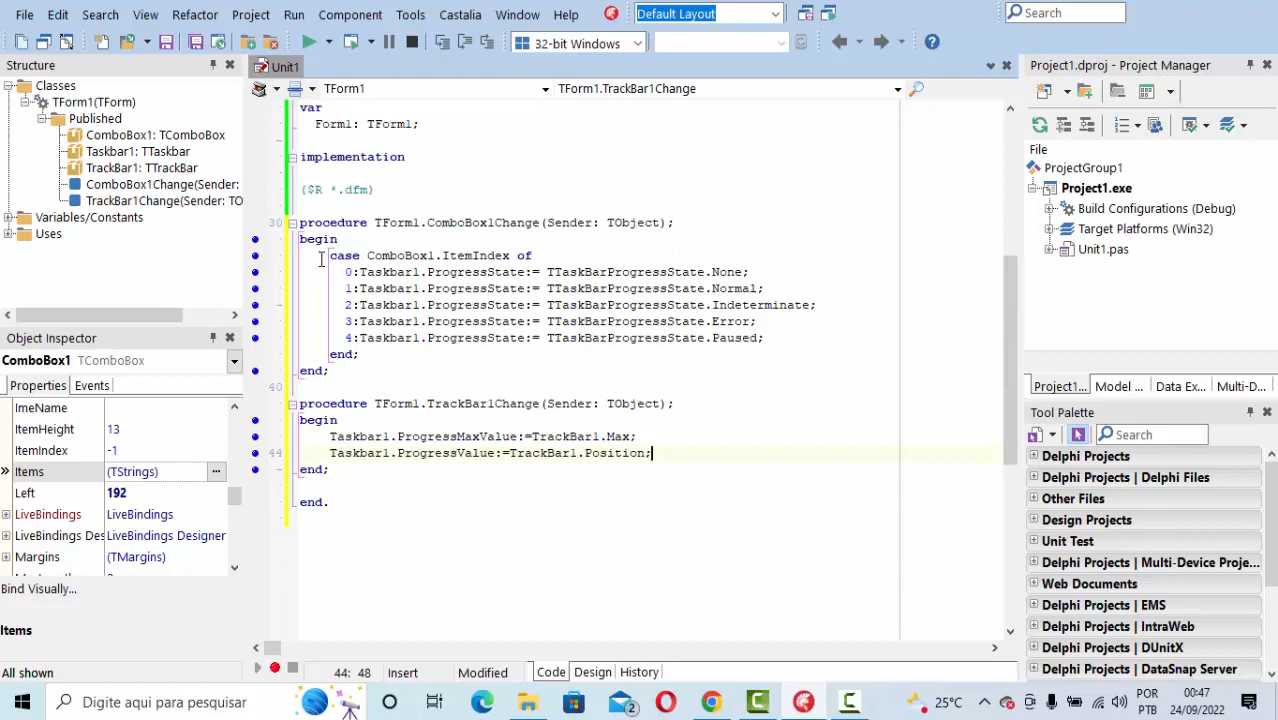 File Edit Search View Refactor Project Run Component Tools Castalia Window Help Default Layout Search
32-bit Windows
Structure
Classes
TForm1(TForm)
Published
ComboBox1: TComboBox
Taskbar1: TTaskbar
TrackBar1: TTrackBar
ComboBox1Change(Sender:
TrackBar1Change(Sender: TO
Variables/Constants
Uses
Object Inspector
ComboBox1 TComboBox
Properties Events
ImeName
ItemHeight 13
ItemIndex -1
Items (TStrings)
Left 192
LiveBindings LiveBindings
LiveBindings Des LiveBindings Designer
Margins (TMargins)
Bind Visually...
Items
All shown
Unit1
TForm1 TForm1.TrackBar1Change
var
Form1: TForm1;
implementation
{$R *.dfm}
30 procedure TForm1.ComboBox1Change(Sender: TObject);
begin
case ComboBox1.ItemIndex of
0:Taskbar1.ProgressState:= TTaskBarProgressState.None;
1:Taskbar1.ProgressState:= TTaskBarProgressState.Normal;
2:Taskbar1.ProgressState:= TTaskBarProgressState.Indeterminate;
3:Taskbar1.ProgressState:= TTaskBarProgressState.Error;
4:Taskbar1.ProgressState:= TTaskBarProgressState.Paused;
end;
end;
40
procedure TForm1.TrackBar1Change(Sender: TObject);
begin
Taskbar1.ProgressMaxValue:=TrackBar1.Max;
44 Taskbar1.ProgressValue:=TrackBar1.Position;
end;
end.
44: 48 Insert Modified Code Design History
Project1.dproj - Project Manager
File
ProjectGroup1
Project1.exe
Build Configurations (Debug)
Target Platforms (Win32)
Unit1.pas
Project1... Model ... Data Ex... Multi-D...
Tool Palette
Search
Delphi Projects
Delphi Projects | Delphi Files
Other Files
Design Projects
Unit Test
Delphi Projects | Multi-Device Proje...
Web Documents
Delphi Projects | EMS
Delphi Projects | IntraWeb
Delphi Projects | DUnitX
Delphi Projects | DataSnap Server
Digite aqui para pesquisar 2 25°C POR 00:47
PTB 24/09/2022